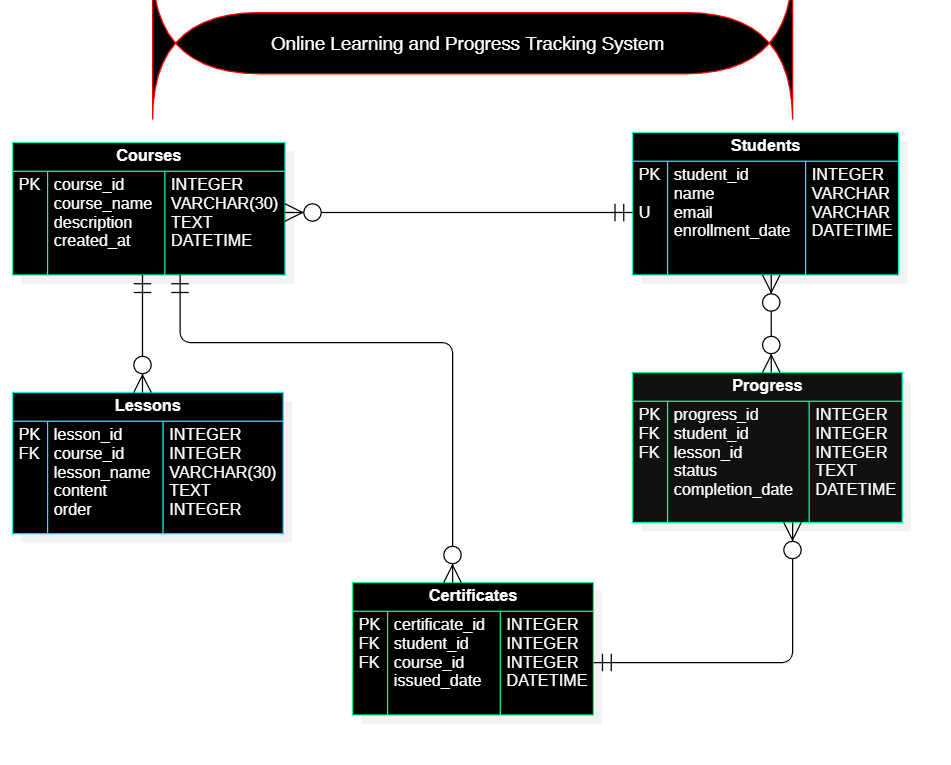 Online Learning and Progress Tracking System
Courses
PK course_id INTEGER
course_name VARCHAR(30)
description TEXT
created_at DATETIME
Students
PK student_id INTEGER
name VARCHAR
U email VARCHAR
enrollment_date DATETIME
Lessons
PK lesson_id INTEGER
FK course_id INTEGER
lesson_name VARCHAR(30)
content TEXT
order INTEGER
Progress
PK progress_id INTEGER
FK student_id INTEGER
FK lesson_id INTEGER
status TEXT
completion_date DATETIME
Certificates
PK certificate_id INTEGER
FK student_id INTEGER
FK course_id INTEGER
issued_date DATETIME